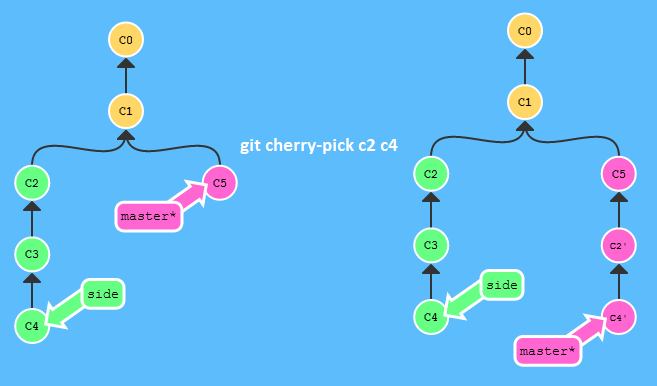 C0
C1
C2
C5
master*
C3
side
C4
git cherry-pick c2 c4
C0
C1
C2
C5
C3
C2'
side
C4
C4'
master*